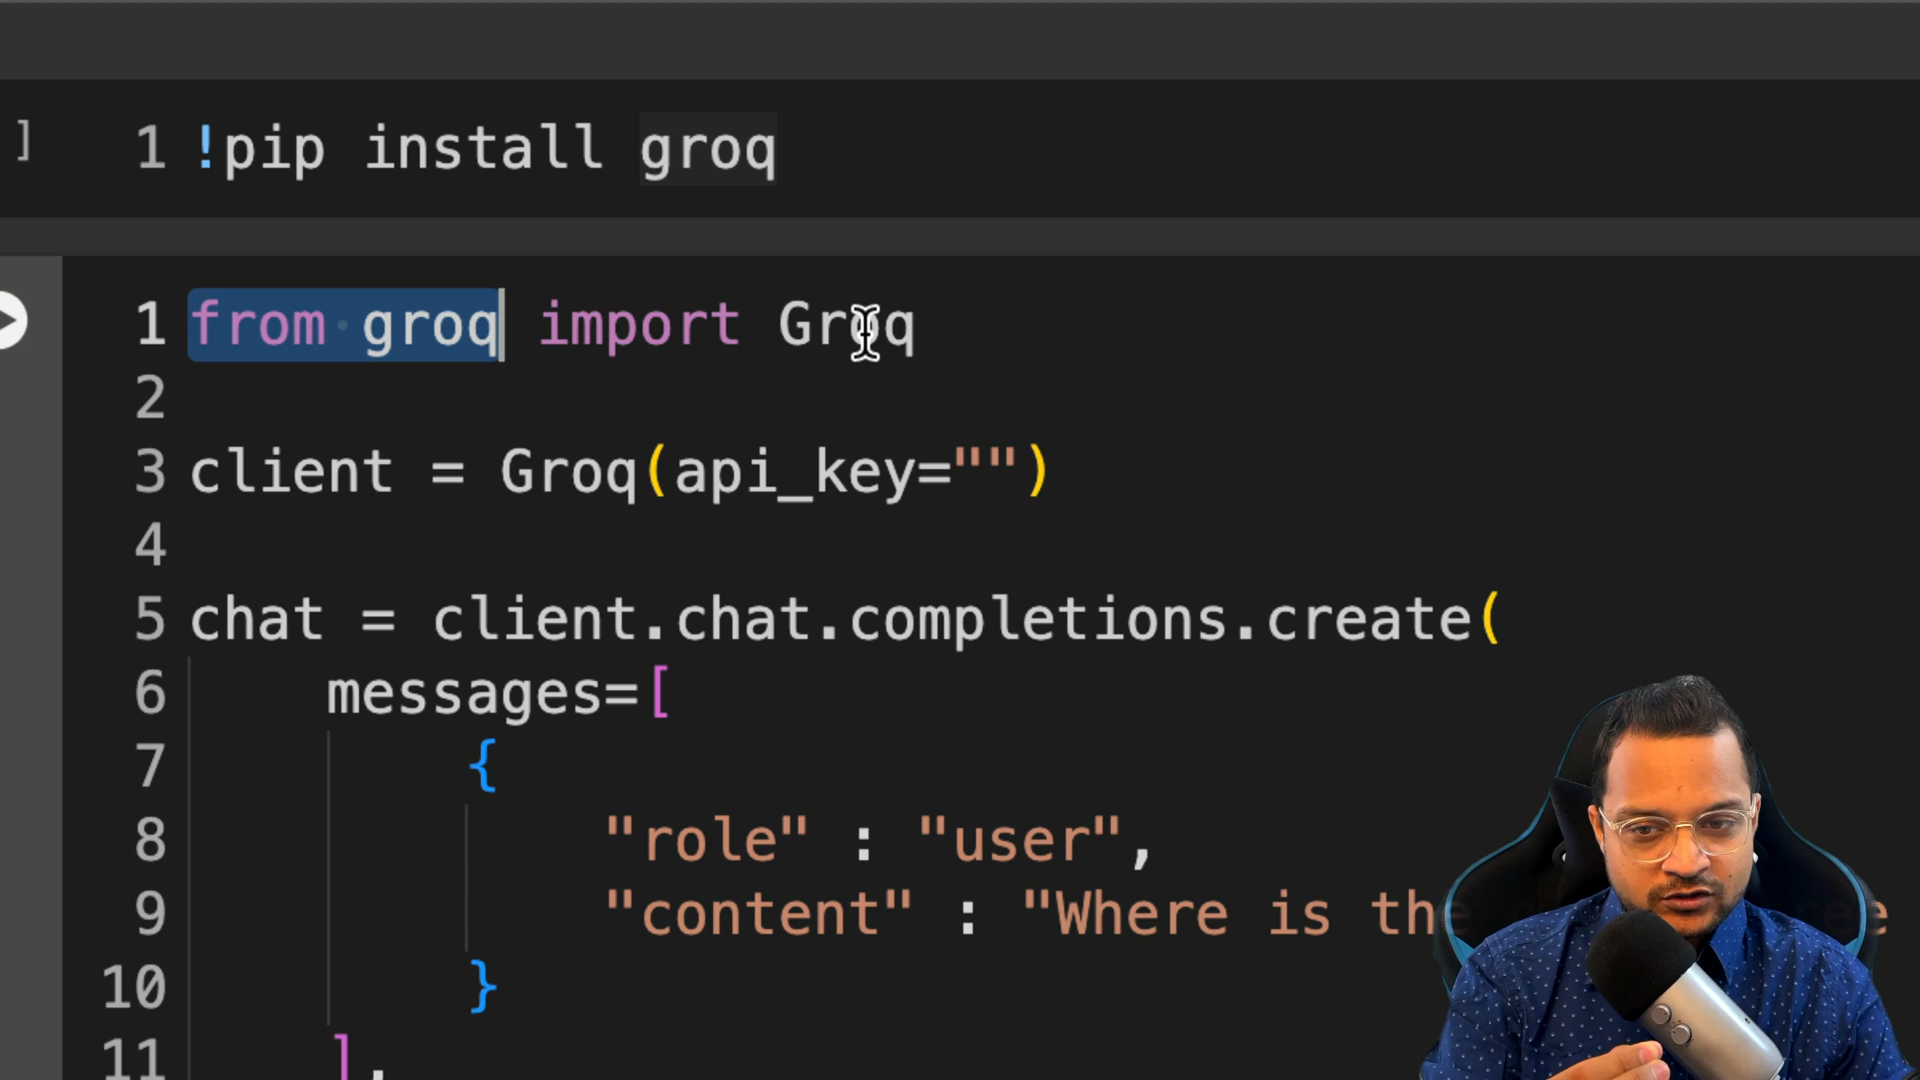 ]
1 !pip install groq
1 from groq import Groq
2
3 client = Groq(api_key="")
4
5 chat = client.chat.completions.create(
6 messages=[
7 {
8 "role" : "user",
9 "content" : "Where is the
10 }
11 ],